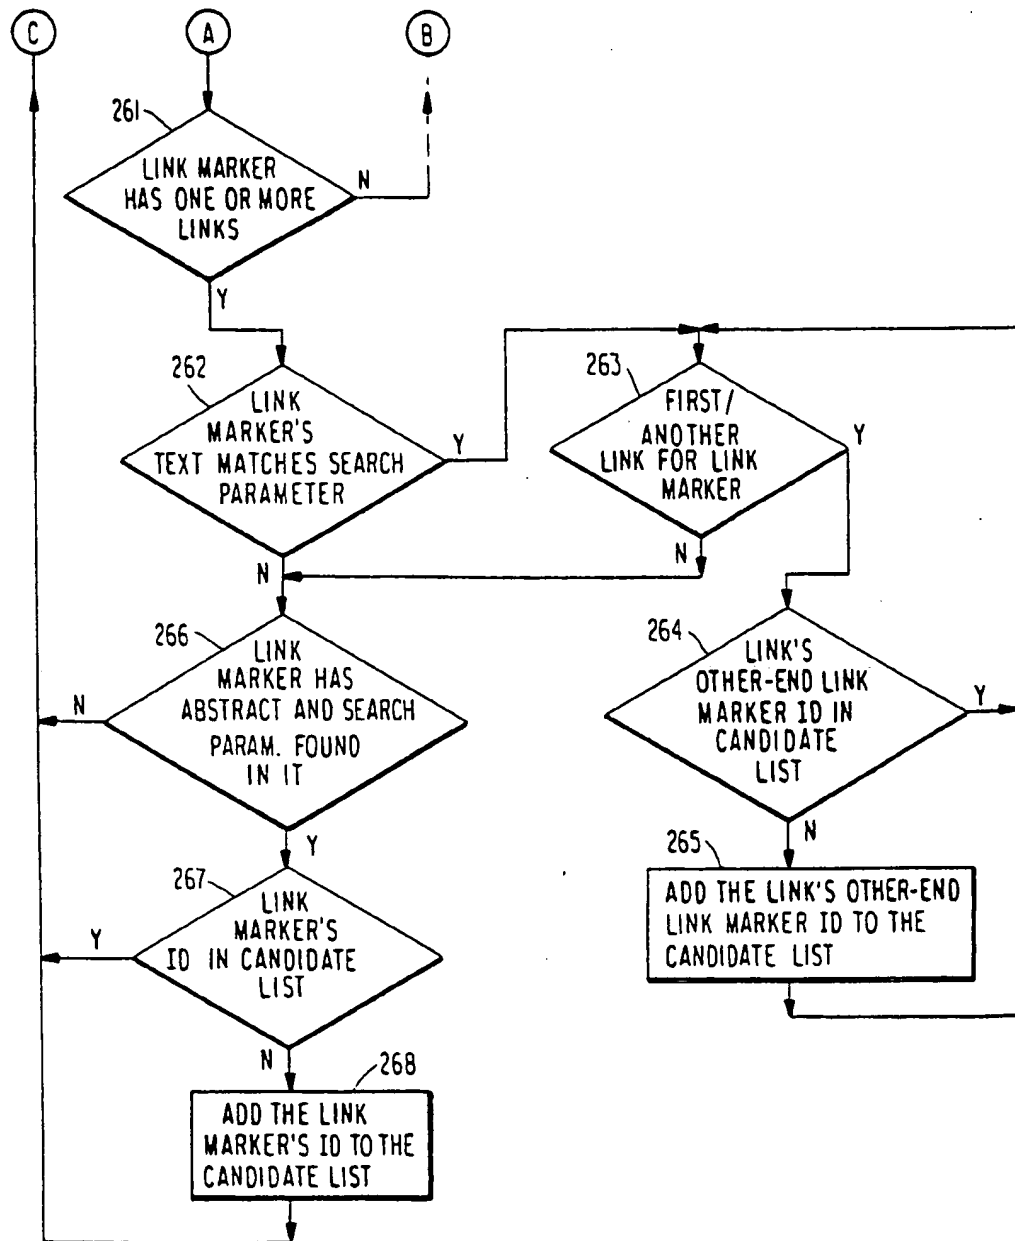 C
A
B
261
LINK MARKER
HAS ONE OR MORE
LINKS
N
Y
262
LINK
MARKER'S
TEXT MATCHES SEARCH
PARAMETER
Y
N
263
FIRST/
ANOTHER
LINK FOR LINK
MARKER
Y
N
266
LINK
MARKER HAS
ABSTRACT AND SEARCH
PARAM. FOUND
IN IT
N
Y
264
LINK'S
OTHER-END LINK
MARKER ID IN
CANDIDATE
LIST
Y
N
265
ADD THE LINK'S OTHER-END
LINK MARKER ID TO THE
CANDIDATE LIST
267
LINK
MARKER'S
ID IN CANDIDATE
LIST
Y
N
268
ADD THE LINK
MARKER'S ID TO THE
CANDIDATE LIST